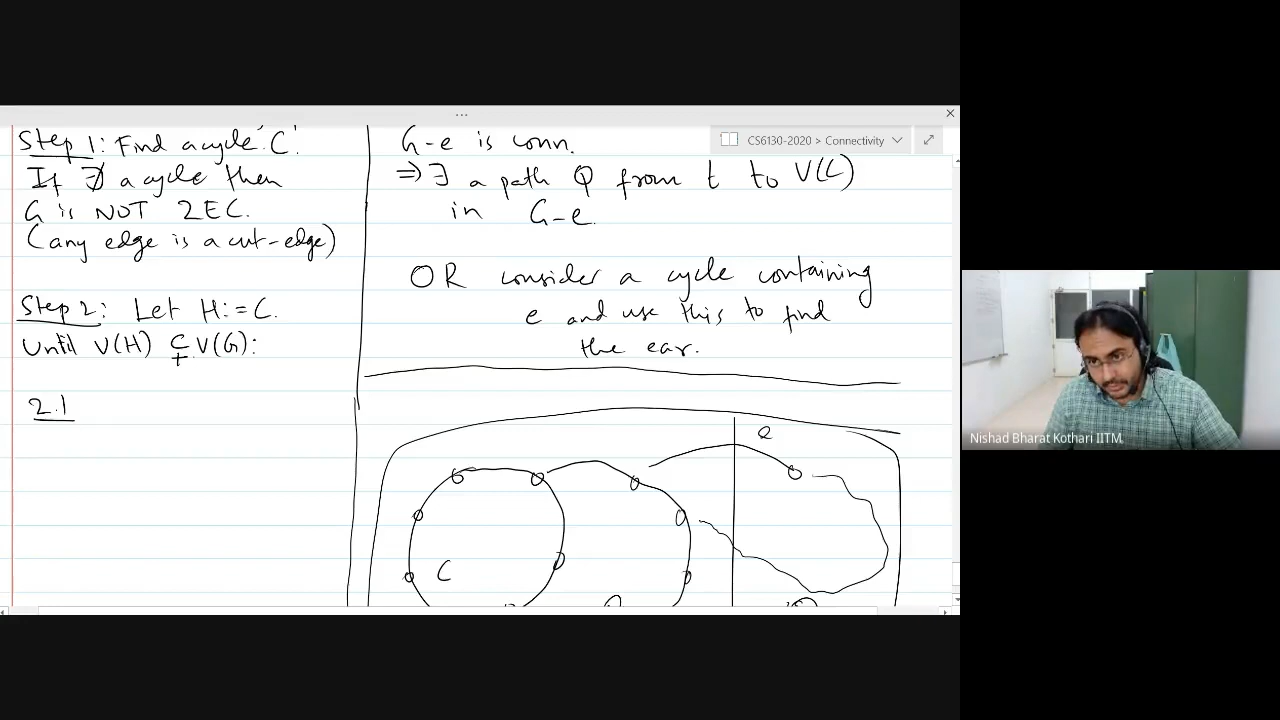 CS6130-2020 > Connectivity
Step 1: Find a cycle 'C'.
If ∄ a cycle then
G is NOT 2EC.
(any edge is a cut-edge)
Step 2: Let H:=C.
Until V(H) ⊊ V(G):
2.1
G-e is conn.
⇒ ∃ a path Q from t to V(C)
in G-e.
OR consider a cycle containing
e and use this to find
the ear.
e
C
Nishad Bharat Kothari IITM